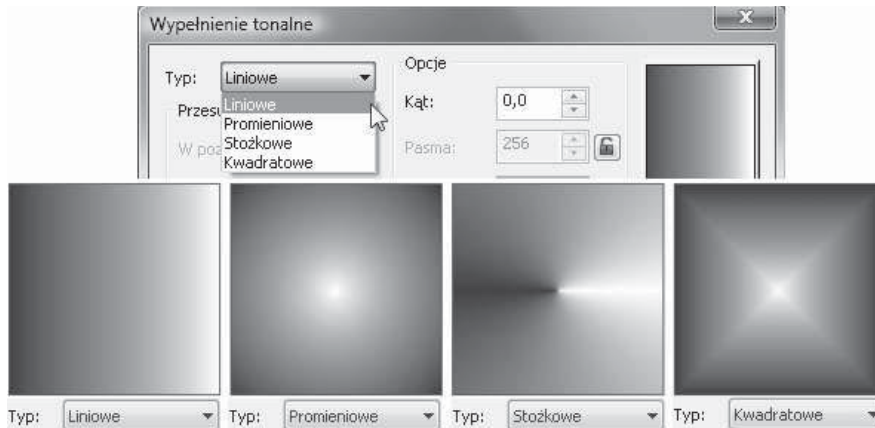 Wypełnienie tonalne
Typ: Liniowe
Opcje
Liniowe
Promieniowe
Stożkowe
Kwadratowe
Kąt: 0,0
Pasma: 256
Typ: Liniowe
Typ: Promieniowe
Typ: Stożkowe
Typ: Kwadratowe